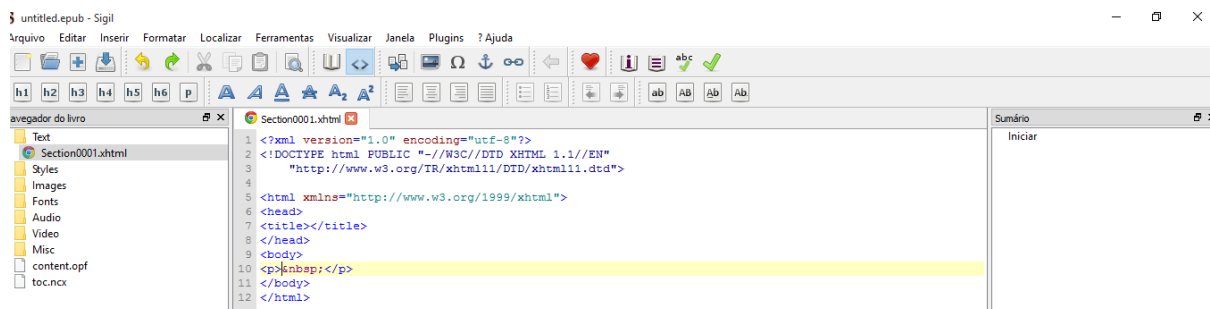 untitled.epub - Sigil
Arquivo Editar Inserir Formatar Localizar Ferramentas Visualizar Janela Plugins ? Ajuda
h1 h2 h3 h4 h5 h6 P A A A A A₂ A² ab AB Ab Ab
avegador do livro
Text
Section0001.xhtml
Styles
Images
Fonts
Audio
Video
Misc
content.opf
toc.ncx
Section0001.xhtml
1 <?xml version="1.0" encoding="utf-8"?>
2 <!DOCTYPE html PUBLIC "-//W3C//DTD XHTML 1.1//EN"
3 "http://www.w3.org/TR/xhtml11/DTD/xhtml11.dtd">
4
5 <html xmlns="http://www.w3.org/1999/xhtml">
6 <head>
7 <title></title>
8 </head>
9 <body>
10 <p>&nbsp;</p>
11 </body>
12 </html>
Sumário
Iniciar